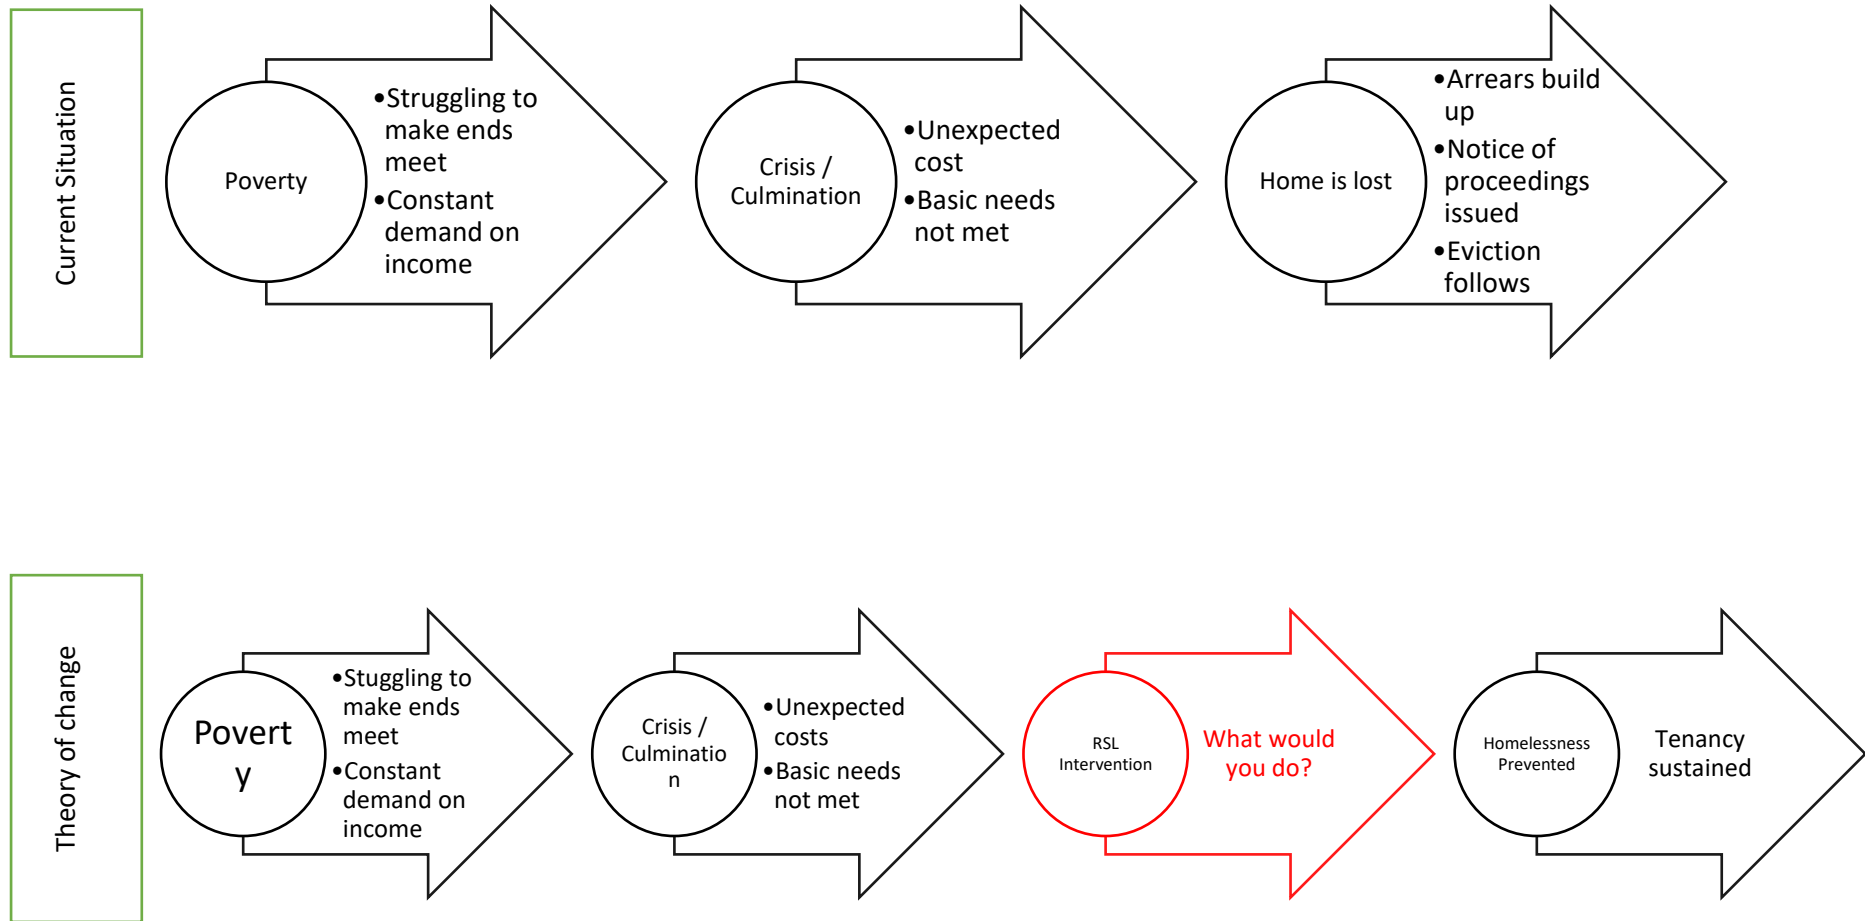 Current Situation
Poverty
•Struggling to
make ends
meet
•Constant
demand on
income
Crisis /
Culmination
•Unexpected
cost
•Basic needs
not met
Home is lost
•Arrears build
up
•Notice of
proceedings
issued
•Eviction
follows
Theory of change
Povert
y
•Stuggling to
make ends
meet
•Constant
demand on
income
Crisis /
Culminatio
n
•Unexpected
costs
•Basic needs
not met
RSL
Intervention
What would
you do?
Homelessness
Prevented
Tenancy
sustained